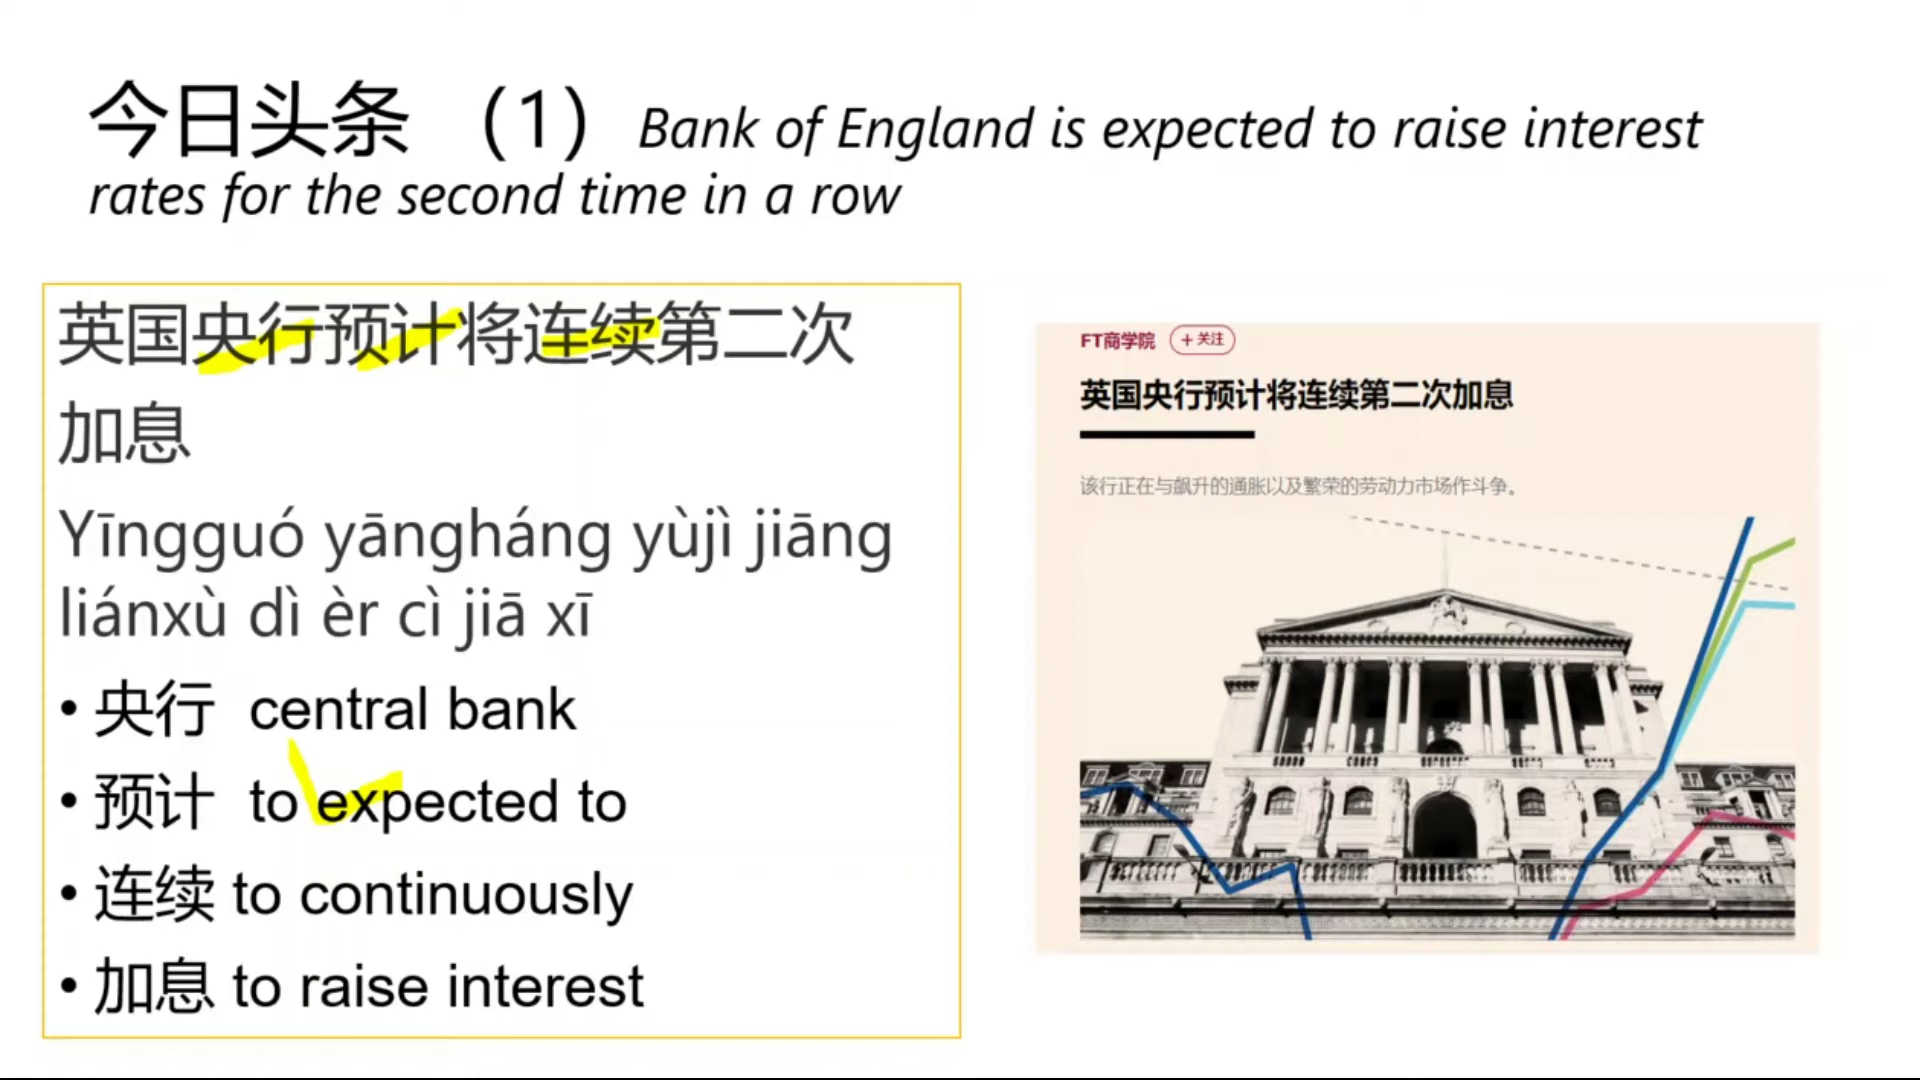 今日头条 （1） Bank of England is expected to raise interest
rates for the second time in a row
英国央行预计将连续第二次
加息
Yīngguó yāngháng yùjì jiāng
liánxù dì èr cì jiā xī
• 央行 central bank
• 预计 to expected to
• 连续 to continuously
• 加息 to raise interest
FT商学院 + 关注
英国央行预计将连续第二次加息
该行正在与飙升的通胀以及繁荣的劳动力市场作斗争。